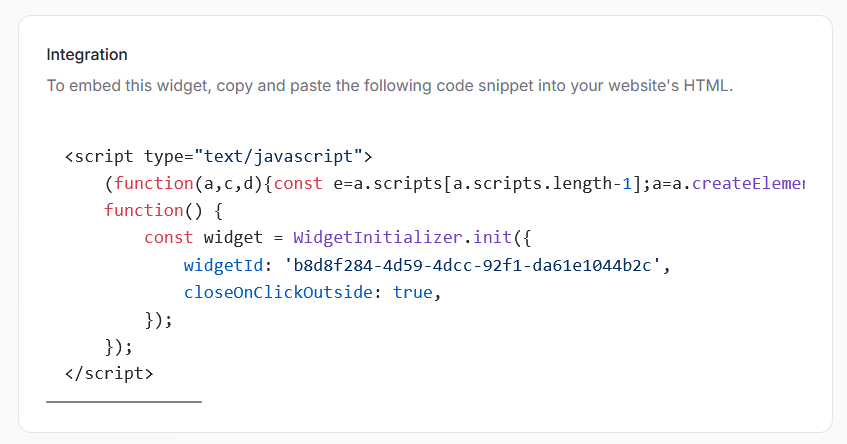 Integration
To embed this widget, copy and paste the following code snippet into your website's HTML.
<script type="text/javascript">
(function(a,c,d){const e=a.scripts[a.scripts.length-1];a=a.createElemen
function() {
const widget = WidgetInitializer.init({
widgetId: 'b8d8f284-4d59-4dcc-92f1-da61e1044b2c',
closeOnClickOutside: true,
});
});
</script>